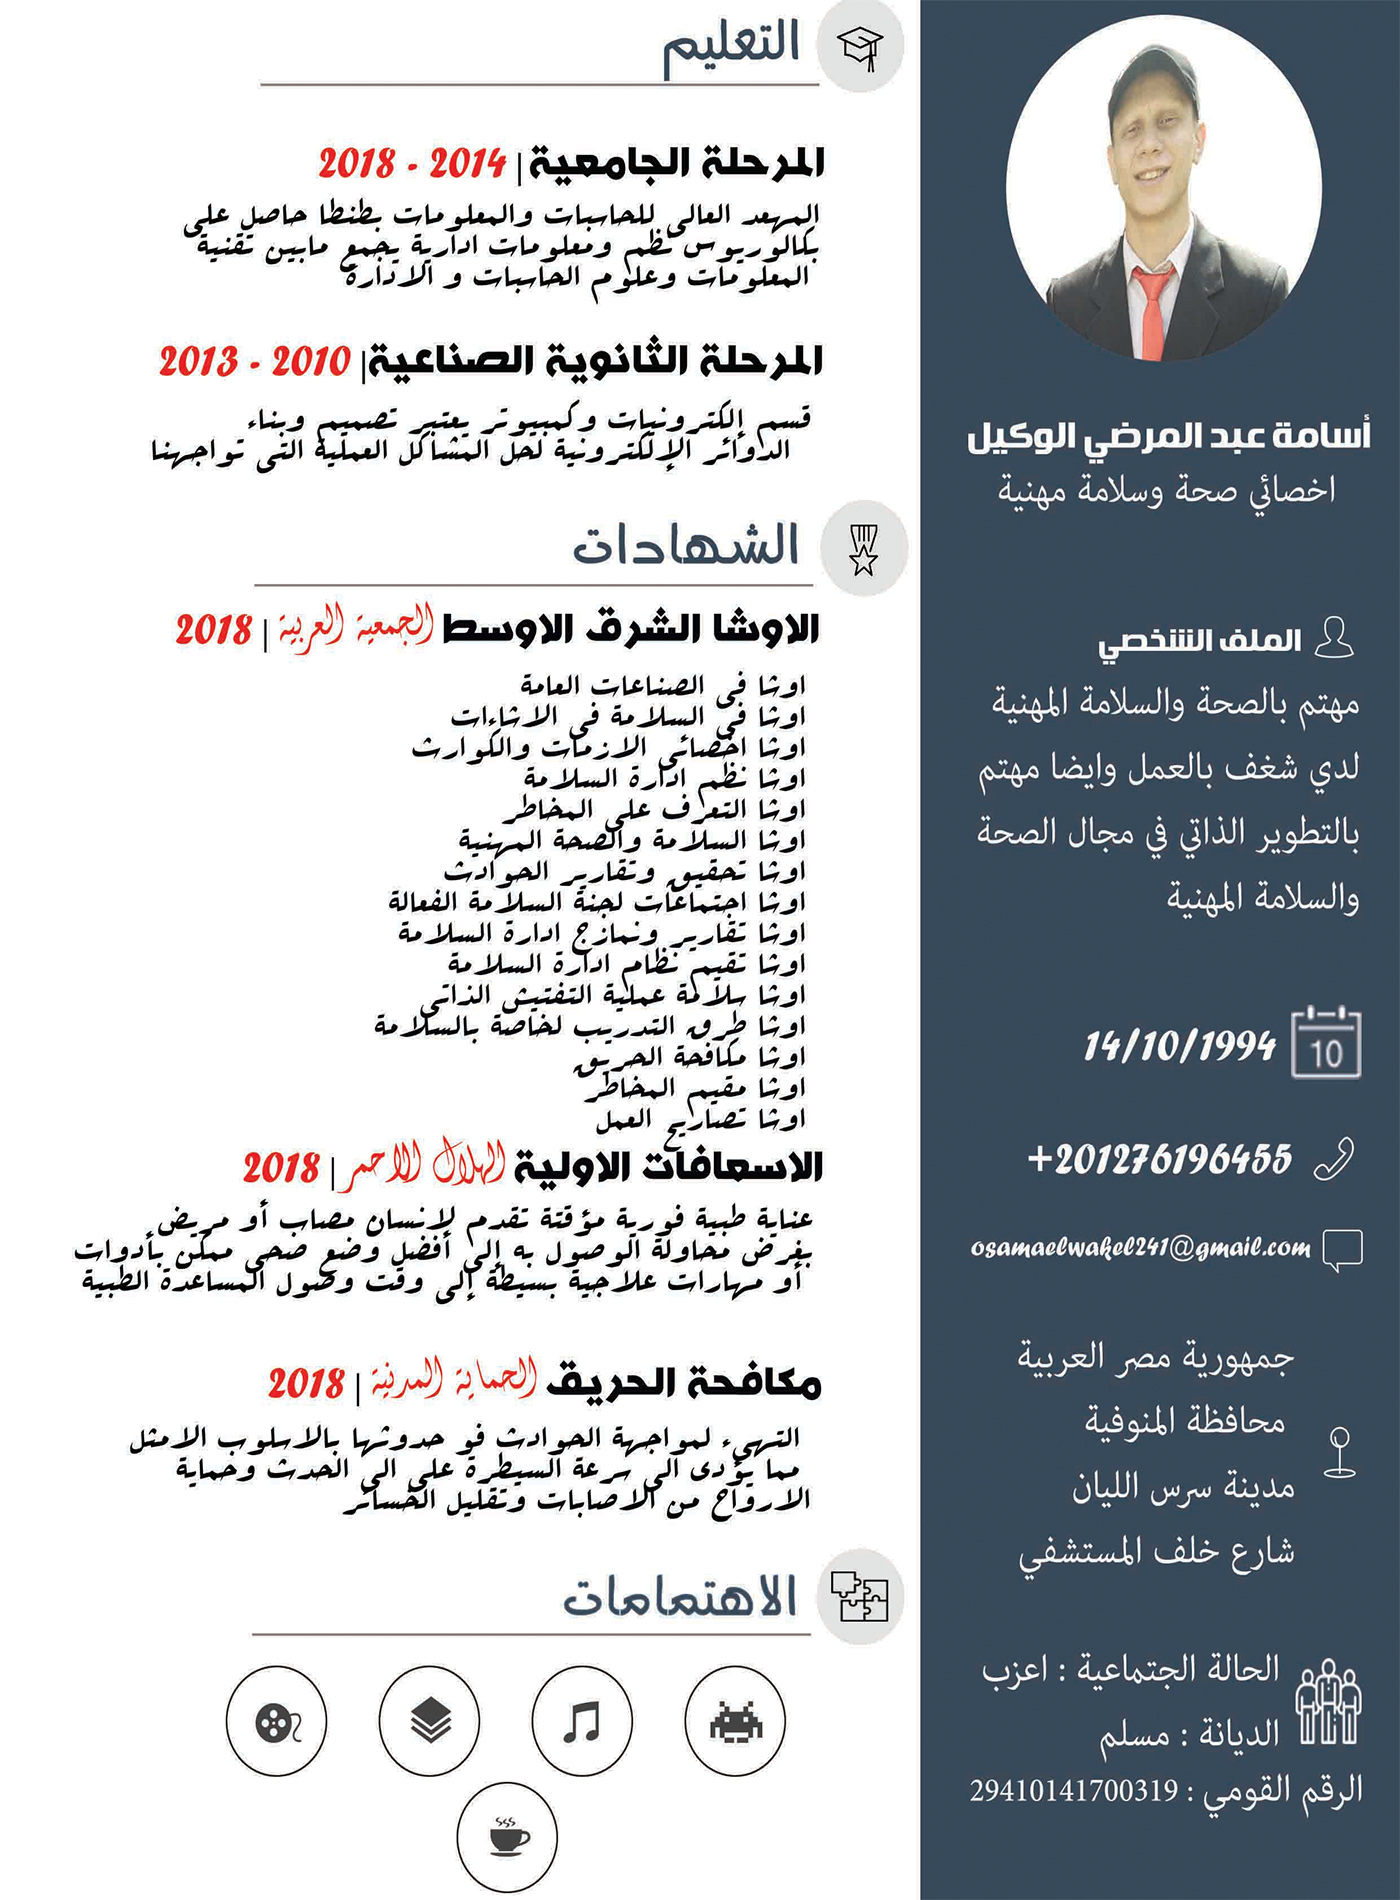 أسامة عبد المرضي الوكيل
اخصائي صحة وسلامة مهنية
الملف الشخصي
مهتم بالصحة والسلامة المهنية
لدي شغف بالعمل وايضا مهتم
بالتطوير الذاتي في مجال الصحة
والسلامة المهنية
10
14/10/1994
+201276196455
osamaelwakel241@gmail.com
جمهورية مصر العربية
محافظة المنوفية
مدينة سرس الليان
شارع خلف المستشفي
الحالة الجتماعية : اعزب
الديانة : مسلم
الرقم القومي : 29410141700319
التعليم
المرحلة الجامعية | 2014 - 2018
المهعد العالى للحاسبات والمعلومات بطنطا حاصل على
بكالوريوس نظم ومعلومات ادارية يجمع مابين تقنية
المعلومات وعلوم الحاسبات و الادارة
المرحلة الثانوية الصناعية| 2010 - 2013
قسم إلكترونيات وكمبيوتر يعتبر تصميم وبناء
الدوائر الإلكترونية لحل المشاكل العملية التى تواجهنا
الشهادات
الاوشا الشرق الاوسط الجمعية العربية | 2018
اوشا فى الصناعات العامة
اوشا فى السلامة فى الاشاءات
اوشا اخصائى الازمات والكوارث
اوشا نظم ادارة السلامة
اوشا التعرف على المخاطر
اوشا السلامة والصحة المهنية
اوشا تحقيق وتقارير الحوادث
اوشا اجتماعات لجنة السلامة الفعالة
اوشا تقارير ونمازج ادارة السلامة
اوشا تقيم نظام ادارة السلامة
اوشا سلامة عملية التفتيش الذاتى
اوشا طرق التدريب لخاصة بالسلامة
اوشا مكافحة الحريق
اوشا مقيم المخاطر
اوشا تصاريح العمل
الاسعافات الاولية الهلال الاحمر | 2018
عناية طبية فورية مؤقتة تقدم لإنسان مصاب أو مريض
بغرض محاولة الوصول به إلى أفضل وضع صحى ممكن بأدوات
أو مهارات علاجية بسيطة إلى وقت وصول المساعدة الطبية
مكافحة الحريق الحماية المدنية | 2018
التهيء لمواجهة الحوادث فو حدوثها بالاسلوب الامثل
مما يؤدى الى سرعة السيطرة على الى الحدث وحماية
الارواح من الاصابات وتقليل الخسائر
الاهتمامات